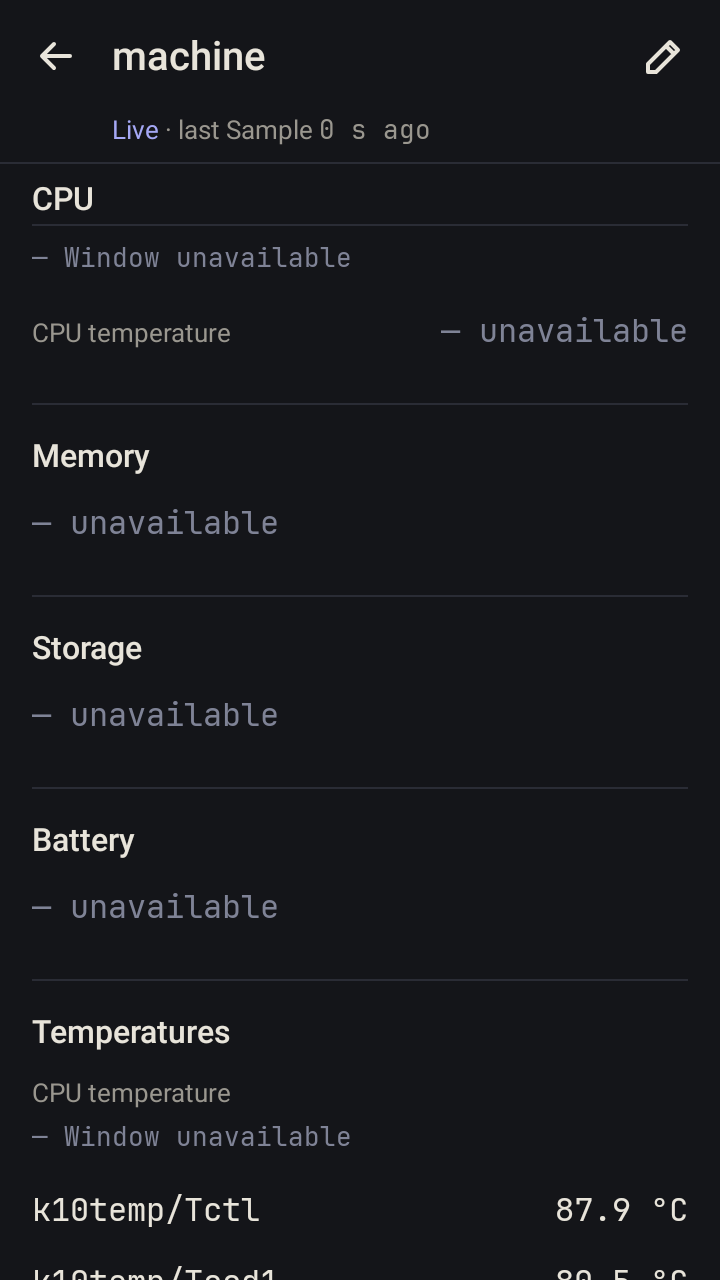 machine
Live · last Sample 0 s ago
CPU
— Window unavailable
CPU temperature — unavailable
Memory
— unavailable
Storage
— unavailable
Battery
— unavailable
Temperatures
CPU temperature
— Window unavailable
k10temp/Tctl 87.9 °C